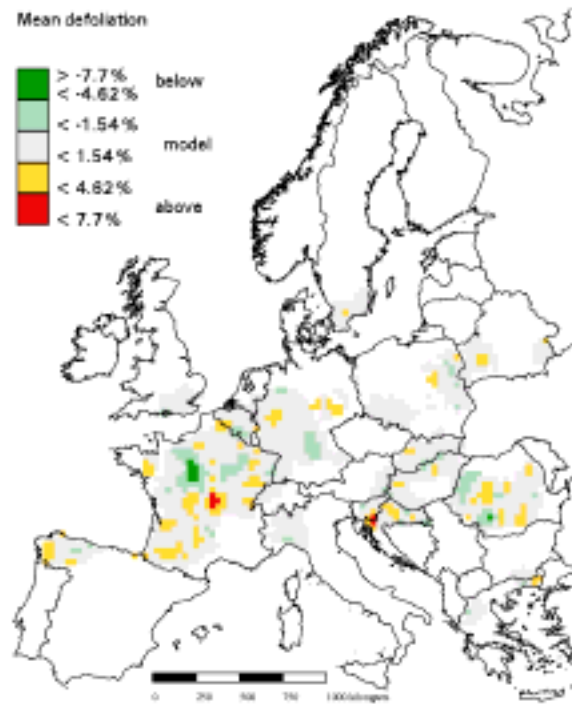 Mean defoliation
> -7.7% below
< -4.62%
< -1.54%
model
< 1.54%
< 4.62%
above
< 7.7%
0 250 500 750 1000 kilometers